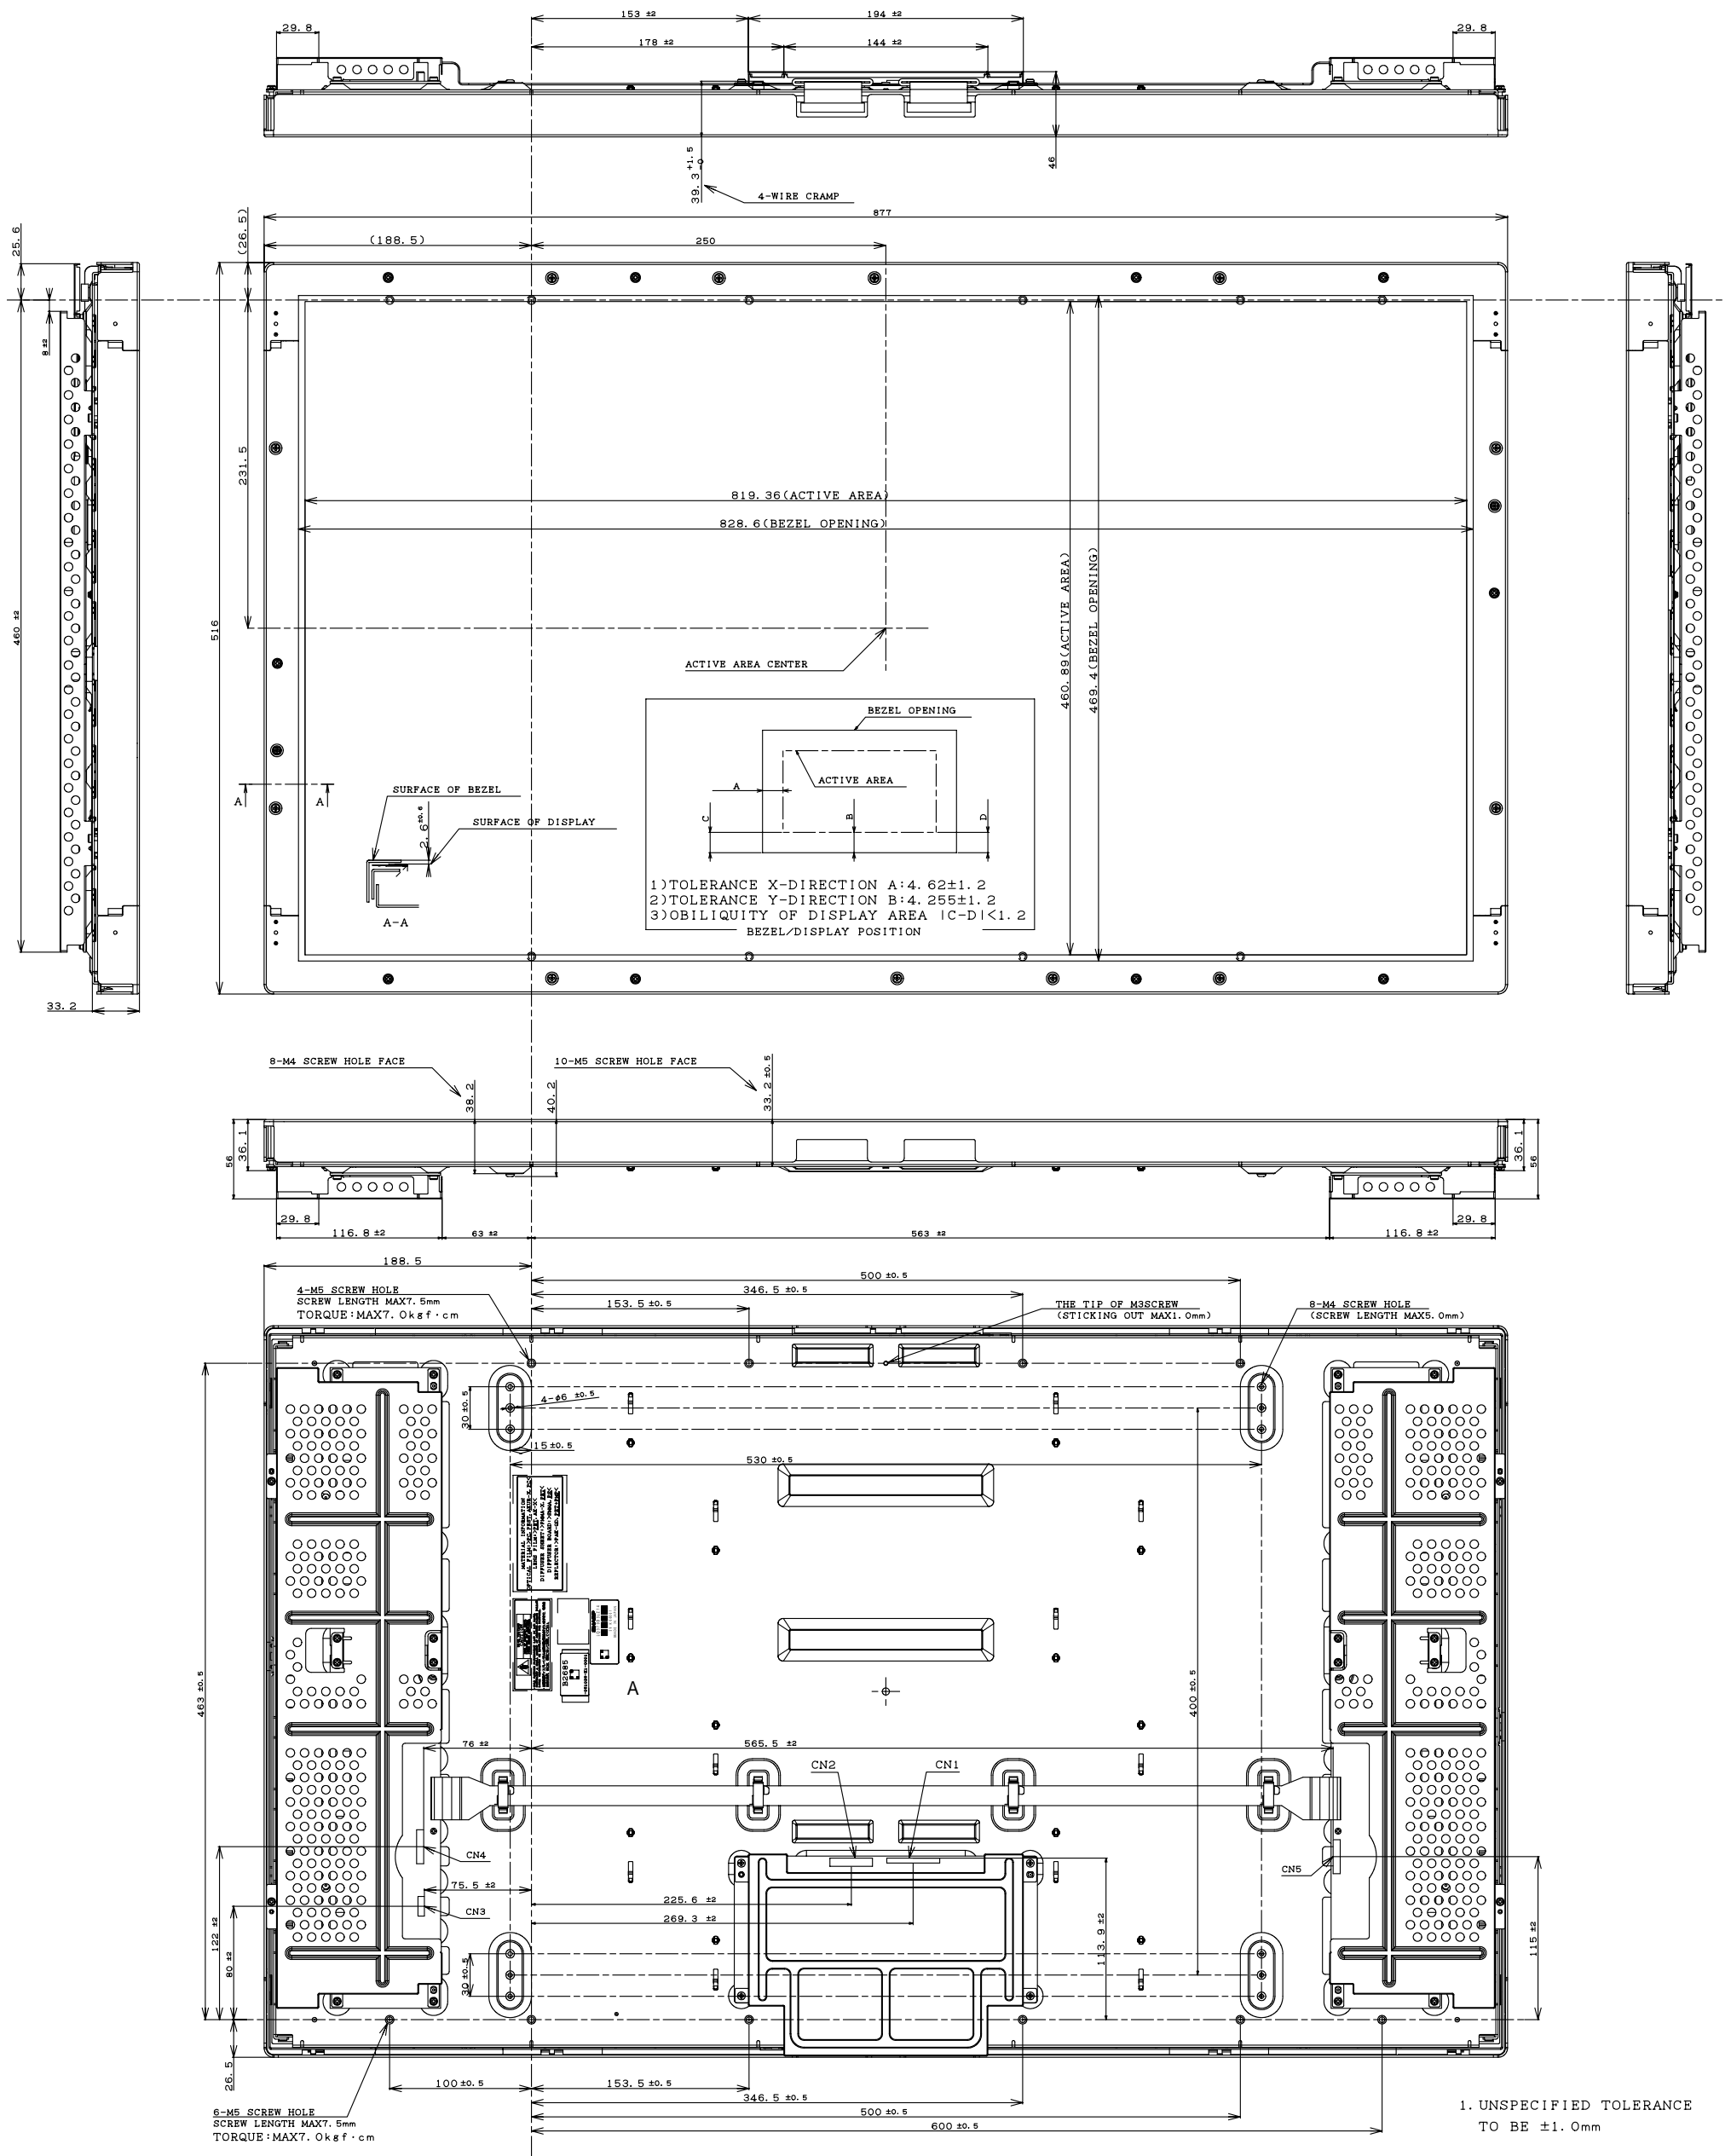 153 ±2
194 ±2
29.8
178 ±2
144 ±2
29.8
39.3 +1.5 0
46
4-WIRE CRAMP
877
25.6
(26.5)
(188.5)
250
8 ±2
231.5
460 ±2
516
819.36(ACTIVE AREA)
828.6(BEZEL OPENING)
460.89(ACTIVE AREA)
469.4(BEZEL OPENING)
ACTIVE AREA CENTER
BEZEL OPENING
ACTIVE AREA
A
A
A
B
C
D
SURFACE OF BEZEL
2.6±0.6
SURFACE OF DISPLAY
A-A
1)TOLERANCE X-DIRECTION A:4.62±1.2
2)TOLERANCE Y-DIRECTION B:4.255±1.2
3)OBILIQUITY OF DISPLAY AREA |C-D|<1.2
BEZEL/DISPLAY POSITION
33.2
8-M4 SCREW HOLE FACE
10-M5 SCREW HOLE FACE
38.2
40.2
33.2 ±0.5
56
36.1
36.1
56
29.8
29.8
116.8 ±2
63 ±2
563 ±2
116.8 ±2
188.5
500 ±0.5
346.5 ±0.5
153.5 ±0.5
4-M5 SCREW HOLE
SCREW LENGTH MAX7.5mm
TORQUE:MAX7.0kgf·cm
THE TIP OF M3SCREW
(STICKING OUT MAX1.0mm)
8-M4 SCREW HOLE
(SCREW LENGTH MAX5.0mm)
30 ±0.5
4-φ6 ±0.5
15 ±0.5
530 ±0.5
MATERIAL INFORMATION
B2685
A
463 ±0.5
400 ±0.5
76 ±2
565.5 ±2
CN2
CN1
CN4
CN5
75.5 ±2
CN3
225.6 ±2
269.3 ±2
122 ±2
80 ±2
30 ±0.5
113.9 ±2
115 ±2
26.5
100 ±0.5
153.5 ±0.5
346.5 ±0.5
500 ±0.5
600 ±0.5
6-M5 SCREW HOLE
SCREW LENGTH MAX7.5mm
TORQUE:MAX7.0kgf·cm
1. UNSPECIFIED TOLERANCE
TO BE ±1.0mm